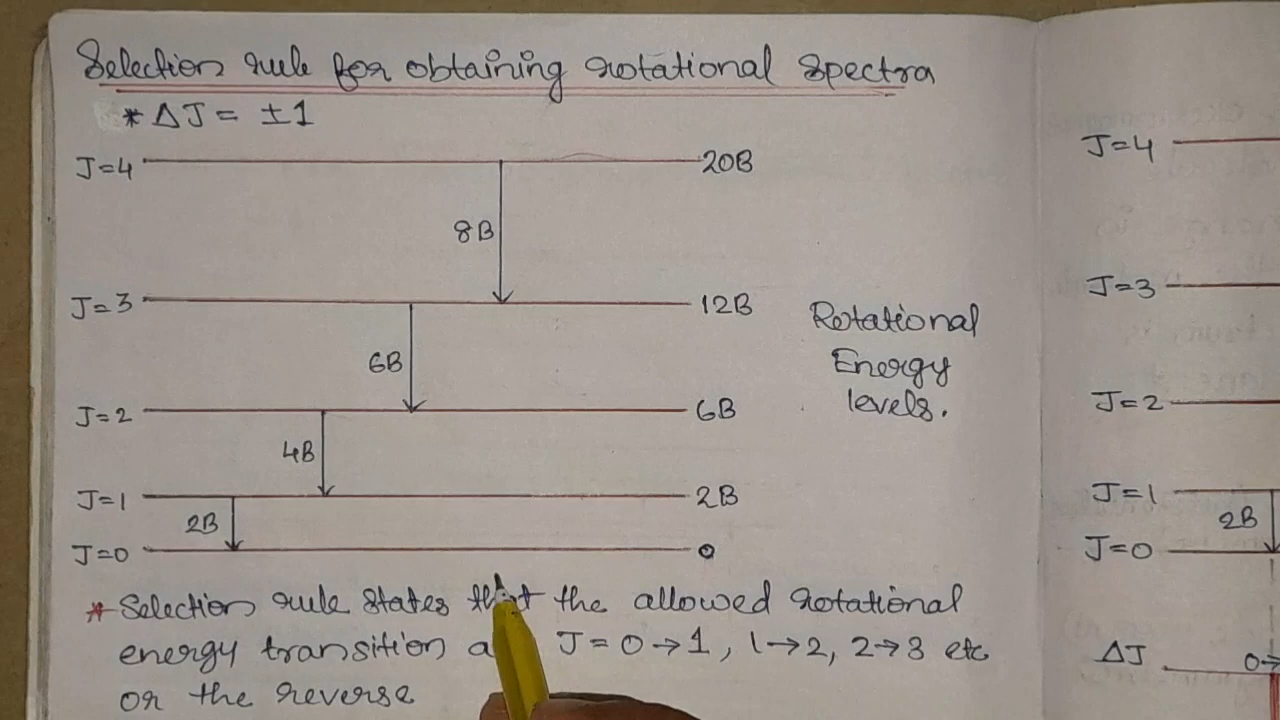 Selection rule for obtaining rotational spectra
* ΔJ = ±1
J=4 20B
8B
J=3 12B
6B
J=2 6B
4B
J=1 2B
2B
J=0 0
Rotational
Energy
levels.
* Selection rule states that the allowed rotational
energy transition J=0→1, 1→2, 2→3 etc
or the reverse
J=4
J=3
J=2
J=1
2B
J=0
ΔJ 0→